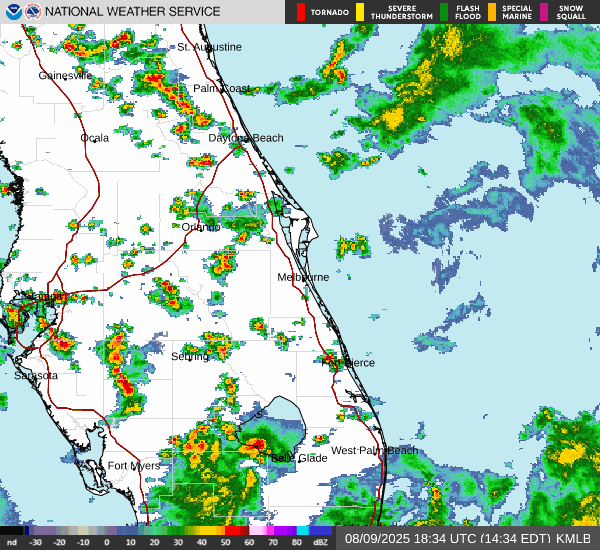 NATIONAL WEATHER SERVICE
TORNADO
SEVERE THUNDERSTORM
FLASH FLOOD
SPECIAL MARINE
SNOW SQUALL
St. Augustine
Gainesville
Palm Coast
Ocala
Daytona Beach
Orlando
Melbourne
Tampa
Sebring
Fort Pierce
Sarasota
West Palm Beach
Belle Glade
Fort Myers
nd -30 -20 -10 0 10 20 30 40 50 60 70 80 dBZ
08/09/2025 18:34 UTC (14:34 EDT) KMLB